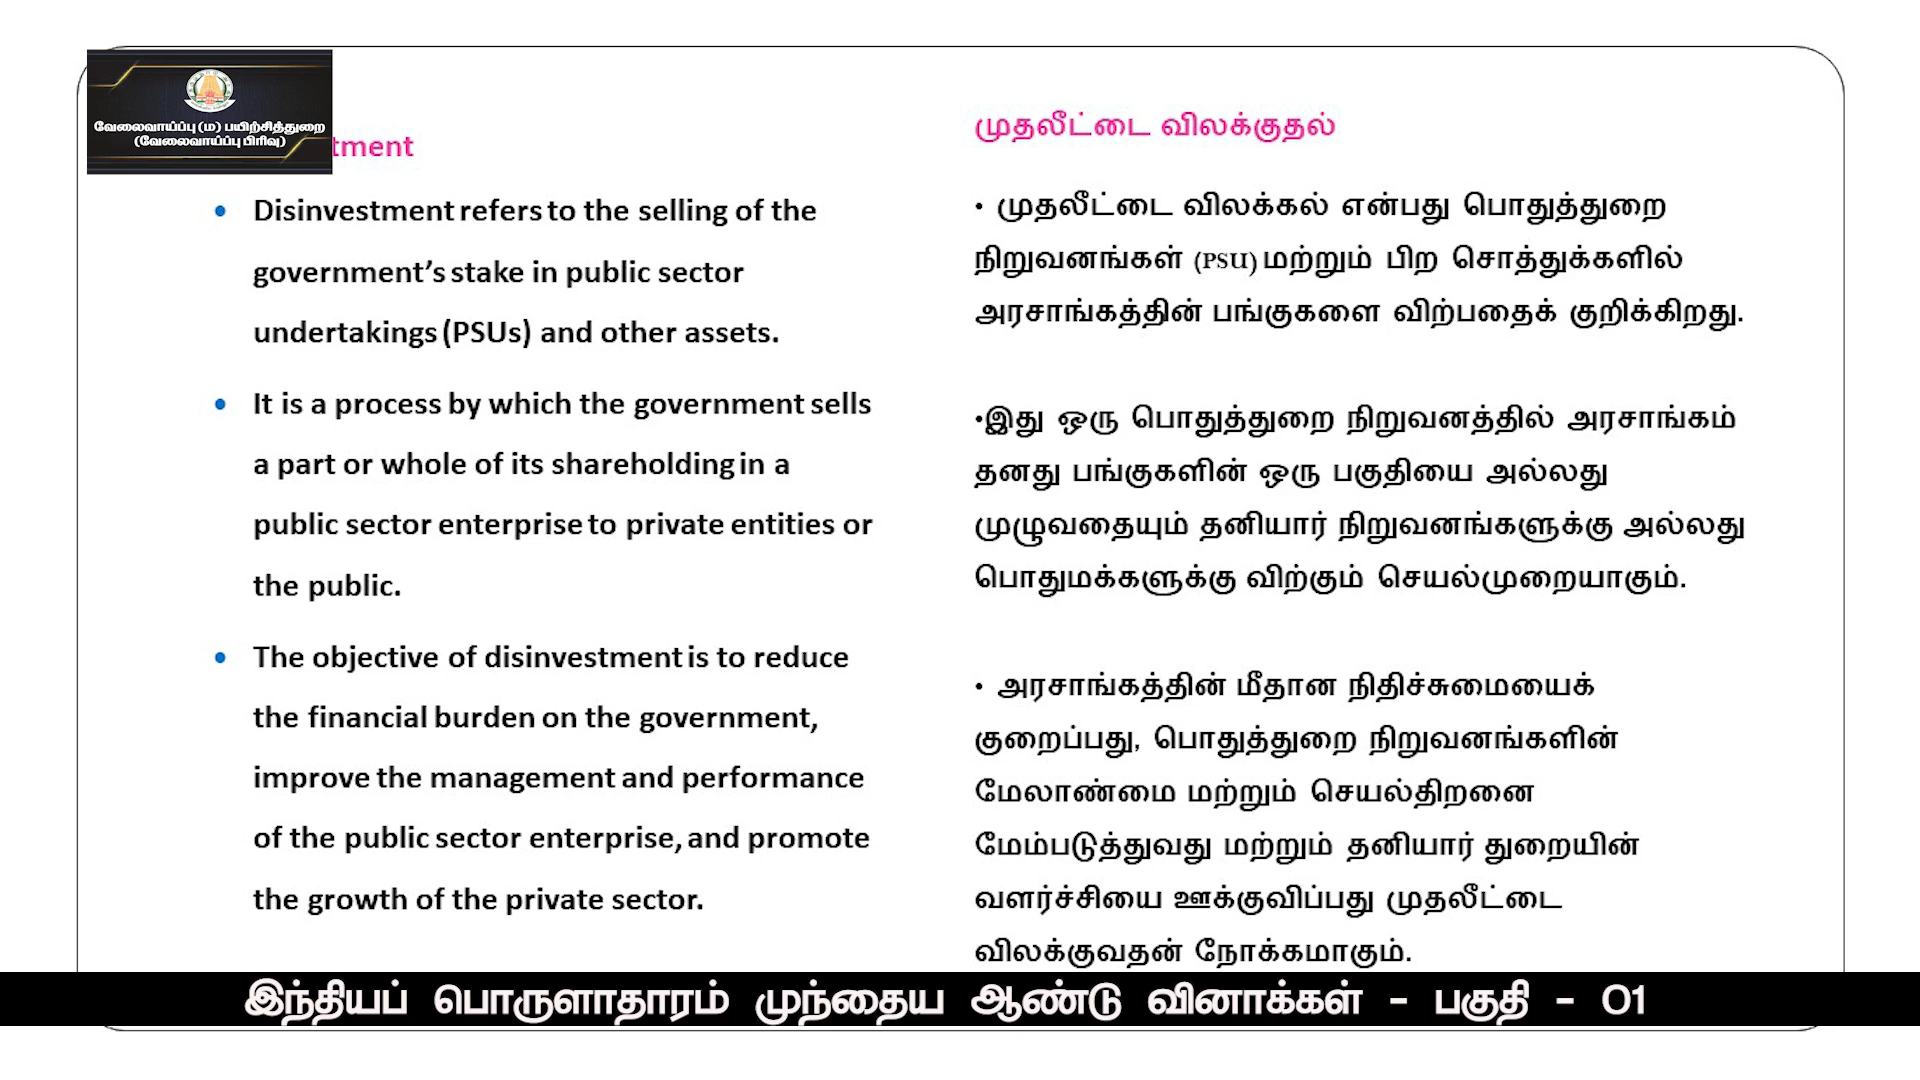 வேலைவாய்ப்பு (ம) பயிற்சித்துறை
(வேலைவாய்ப்பு பிரிவு)
tment
• Disinvestment refers to the selling of the
government’s stake in public sector
undertakings (PSUs) and other assets.
• It is a process by which the government sells
a part or whole of its shareholding in a
public sector enterprise to private entities or
the public.
• The objective of disinvestment is to reduce
the financial burden on the government,
improve the management and performance
of the public sector enterprise, and promote
the growth of the private sector.
முதலீட்டை விலக்குதல்
• முதலீட்டை விலக்கல் என்பது பொதுத்துறை
நிறுவனங்கள் (PSU) மற்றும் பிற சொத்துக்களில்
அரசாங்கத்தின் பங்குகளை விற்பதைக் குறிக்கிறது.
•இது ஒரு பொதுத்துறை நிறுவனத்தில் அரசாங்கம்
தனது பங்குகளின் ஒரு பகுதியை அல்லது
முழுவதையும் தனியார் நிறுவனங்களுக்கு அல்லது
பொதுமக்களுக்கு விற்கும் செயல்முறையாகும்.
• அரசாங்கத்தின் மீதான நிதிச்சுமையைக்
குறைப்பது, பொதுத்துறை நிறுவனங்களின்
மேலாண்மை மற்றும் செயல்திறனை
மேம்படுத்துவது மற்றும் தனியார் துறையின்
வளர்ச்சியை ஊக்குவிப்பது முதலீட்டை
விலக்குவதன் நோக்கமாகும்.
இந்தியப் பொருளாதாரம் முந்தைய ஆண்டு வினாக்கள் - பகுதி - 01